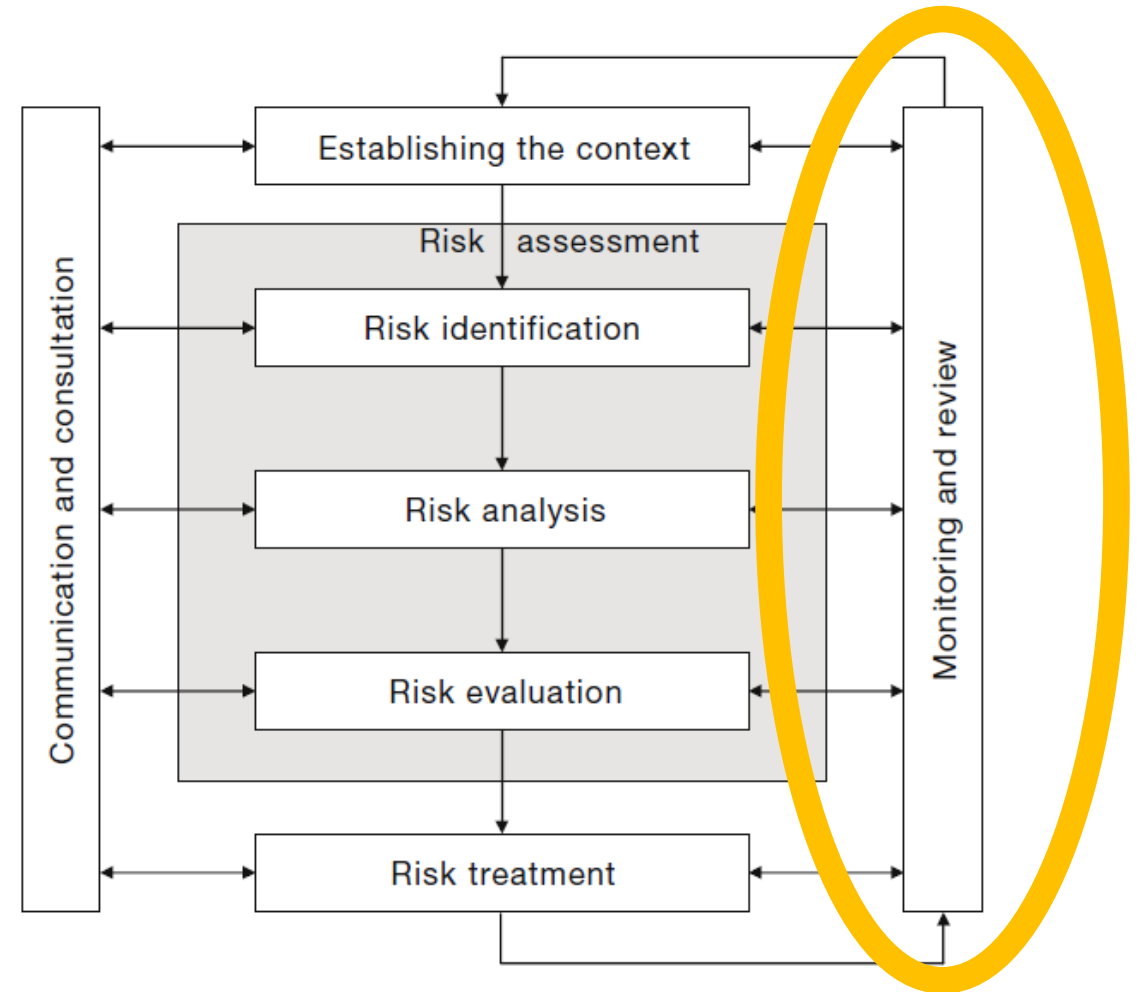 Establishing the context
Risk assessment
Risk identification
Risk analysis
Risk evaluation
Risk treatment
Communication and consultation
Monitoring and review